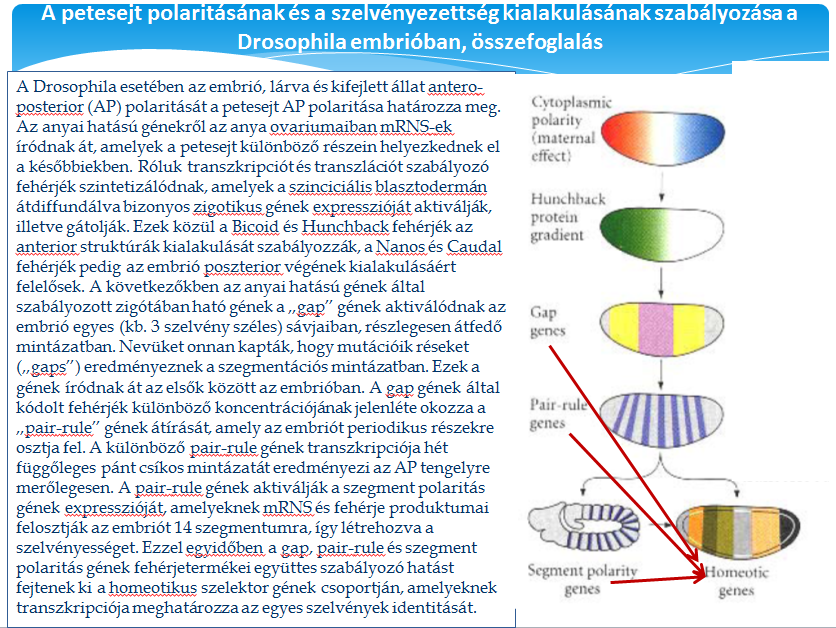 A petesejt polaritásának és a szelvényezettség kialakulásának szabályozása a
Drosophila embrióban, összefoglalás
A Drosophila esetében az embrió, lárva és kifejlett állat antero-
posterior (AP) polaritását a petesejt AP polaritása határozza meg.
Az anyai hatású génekről az anya ovariumaiban mRNS-ek
íródnak át, amelyek a petesejt különböző részein helyezkednek el
a későbbiekben. Róluk transzkripciót és transzlációt szabályozó
fehérjék szintetizálódnak, amelyek a szinciciális blasztodermán
átdiffundálva bizonyos zigotikus gének expresszióját aktiválják,
illetve gátolják. Ezek közül a Bicoid és Hunchback fehérjék az
anterior struktúrák kialakulását szabályozzák, a Nanos és Caudal
fehérjék pedig az embrió poszterior végének kialakulásáért
felelősek. A következőkben az anyai hatású gének által
szabályozott zigótában ható gének a „gap” gének aktiválódnak az
embrió egyes (kb. 3 szelvény széles) sávjaiban, részlegesen átfedő
mintázatban. Nevüket onnan kapták, hogy mutációik réseket
(„gaps”) eredményeznek a szegmentációs mintázatban. Ezek a
gének íródnak át az elsők között az embrióban. A gap gének által
kódolt fehérjék különböző koncentrációjának jelenléte okozza a
„pair-rule” gének átírását, amely az embriót periodikus részekre
osztja fel. A különböző pair-rule gének transzkripciója hét
függőleges pánt csíkos mintázatát eredményezi az AP tengelyre
merőlegesen. A pair-rule gének aktiválják a szegment polaritás
gének expresszióját, amelyeknek mRNS és fehérje produktumai
felosztják az embriót 14 szegmentumra, így létrehozva a
szelvényességet. Ezzel egyidőben a gap, pair-rule és szegment
polaritás gének fehérjetermékei együttes szabályozó hatást
fejtenek ki a homeotikus szelektor gének csoportján, amelyeknek
transzkripciója meghatározza az egyes szelvények identitását.
Cytoplasmic
polarity
(maternal
effect)
Hunchback
protein
gradient
Gap
genes
Pair-rule
genes
Segment polarity
genes
Homeotic
genes